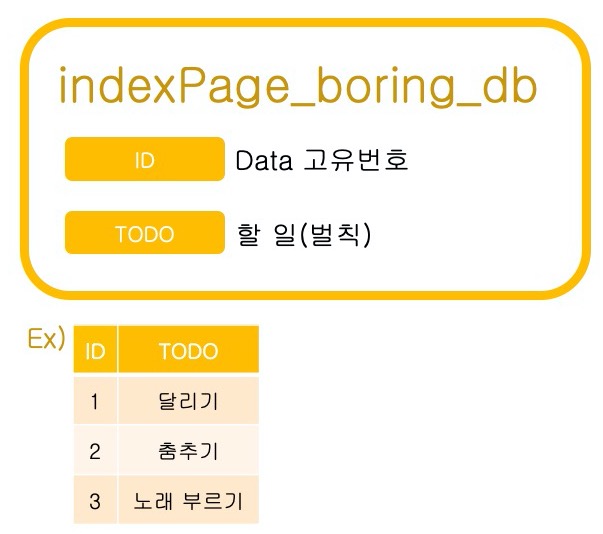 indexPage_boring_db
ID Data 고유번호
TODO 할 일(벌칙)
Ex)
ID TODO
1 달리기
2 춤추기
3 노래 부르기